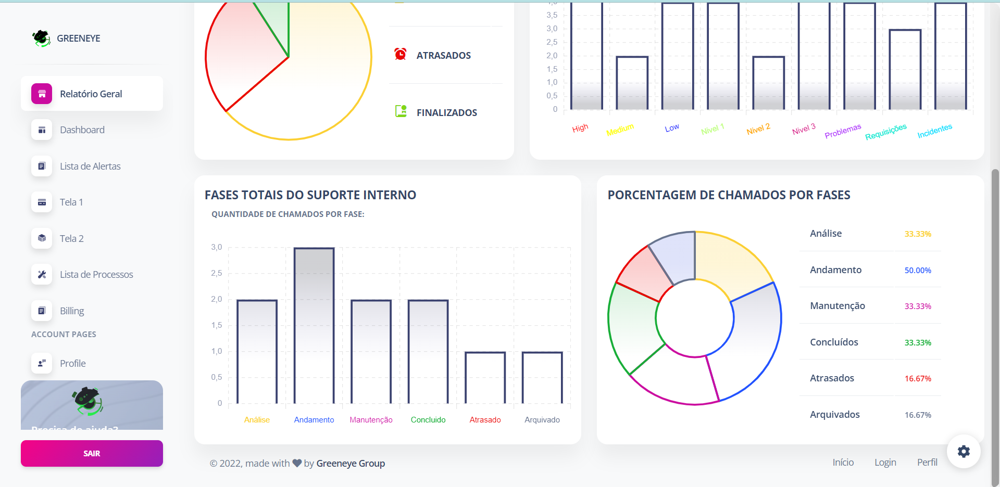 GREENEYE
Relatório Geral
Dashboard
Lista de Alertas
Tela 1
Tela 2
Lista de Processos
Billing
ACCOUNT PAGES
Profile
Precisa de ajuda?
SAIR
ATRASADOS
FINALIZADOS
4,0
3,5
3,0
2,5
2,0
1,5
1,0
0,5
0
High
Medium
Low
Nivel 1
Nivel 2
Nivel 3
Problemas
Requisições
Incidentes
FASES TOTAIS DO SUPORTE INTERNO
QUANTIDADE DE CHAMADOS POR FASE:
3,0
2,5
2,0
1,5
1,0
0,5
0
Análise
Andamento
Manutenção
Concluido
Atrasado
Arquivado
PORCENTAGEM DE CHAMADOS POR FASES
Análise 33.33%
Andamento 50.00%
Manutenção 33.33%
Concluídos 33.33%
Atrasados 16.67%
Arquivados 16.67%
© 2022, made with by Greeneye Group
Início
Login
Perfil